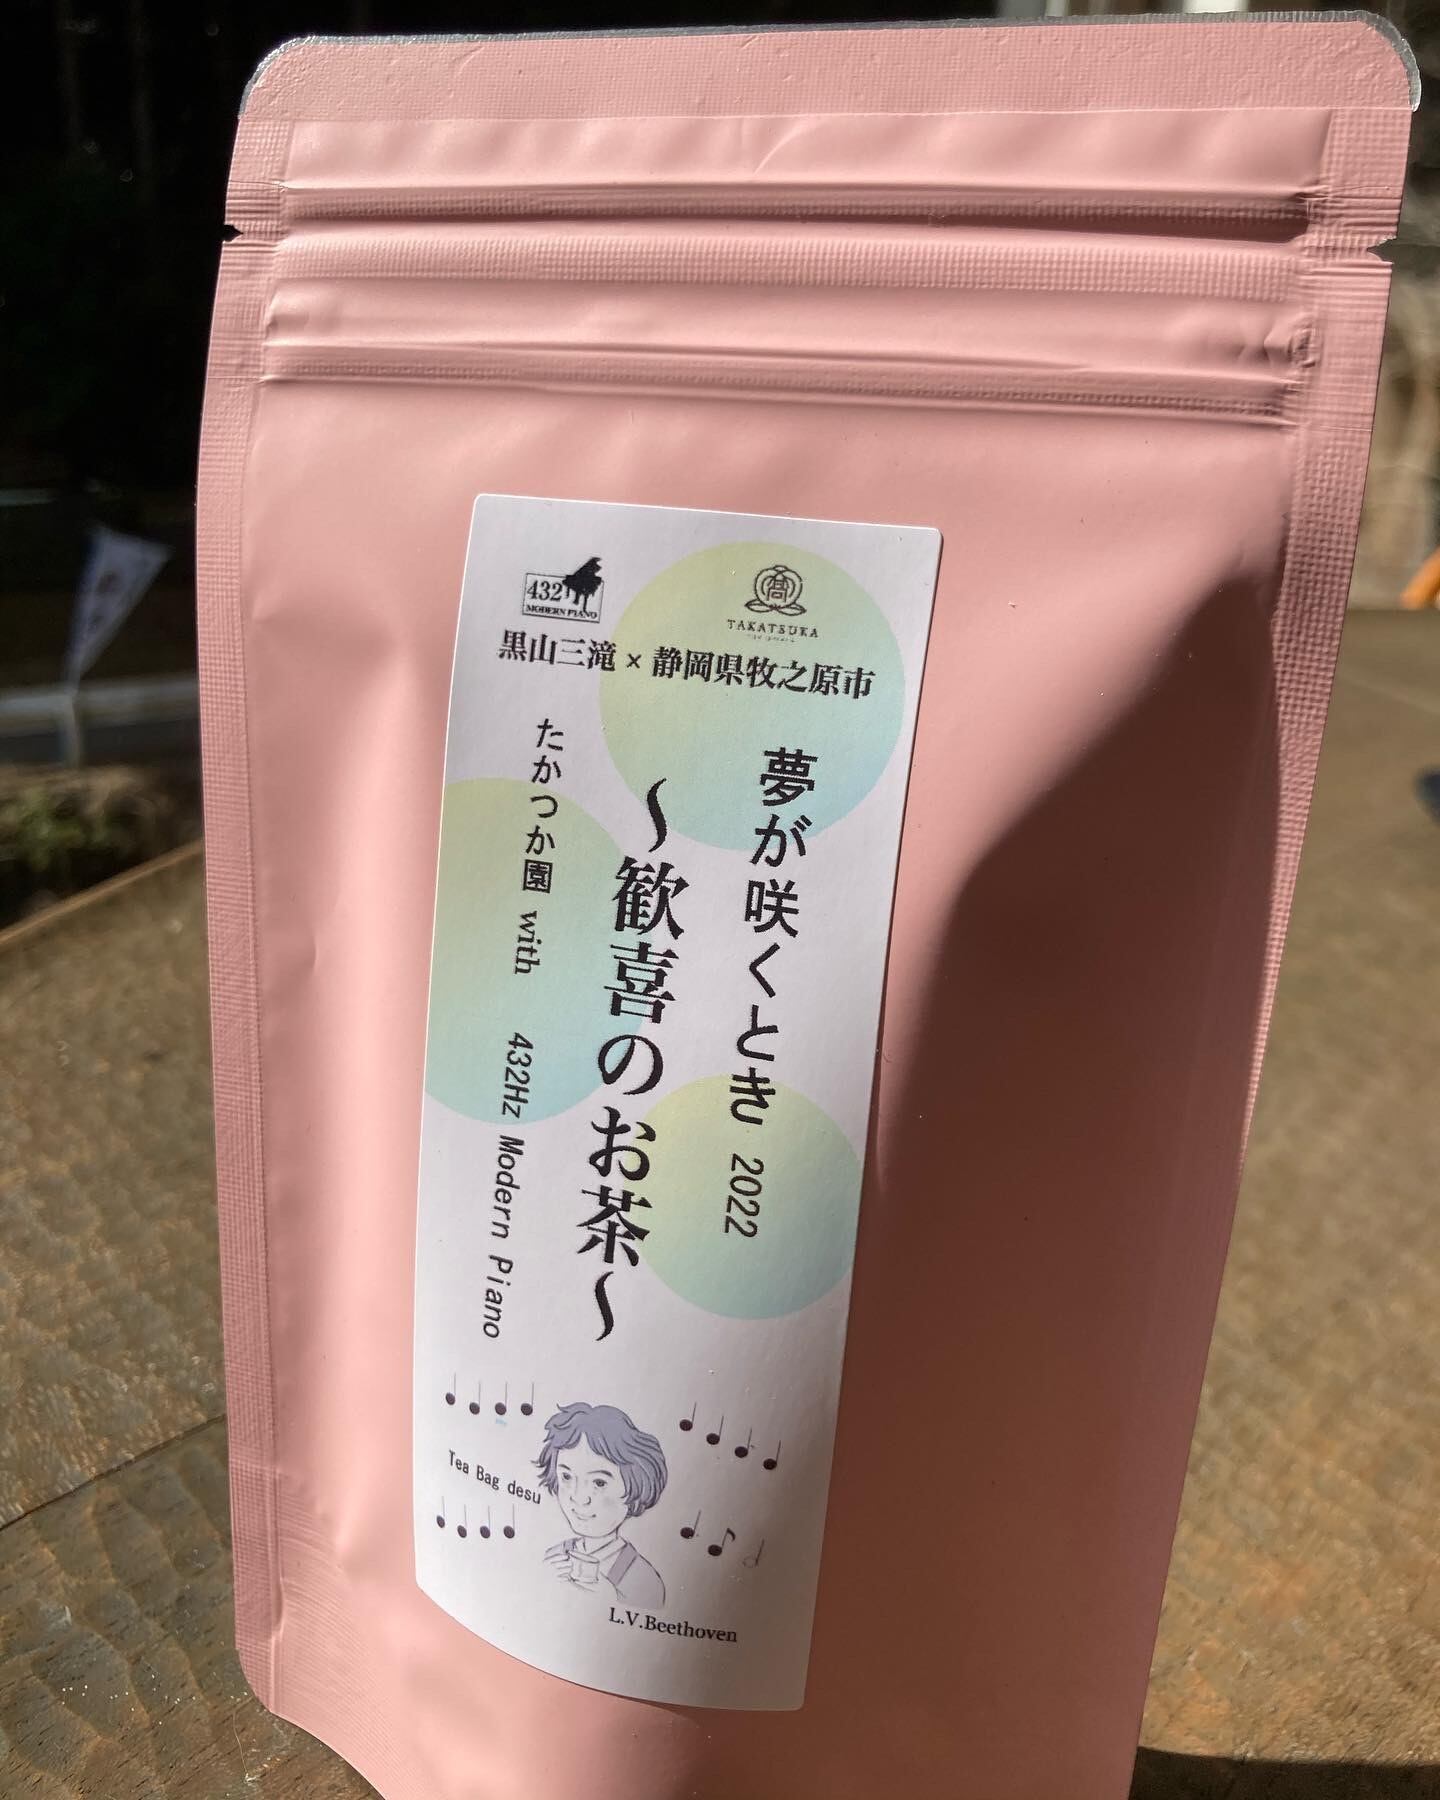 432
MODERN PIANO
TAKATSUKA
黒山三滝 × 静岡県牧之原市
夢が咲くとき 2022
〜歓喜のお茶〜
たかつか園 with 432Hz Modern Piano
Tea Bag desu
L.V.Beethoven